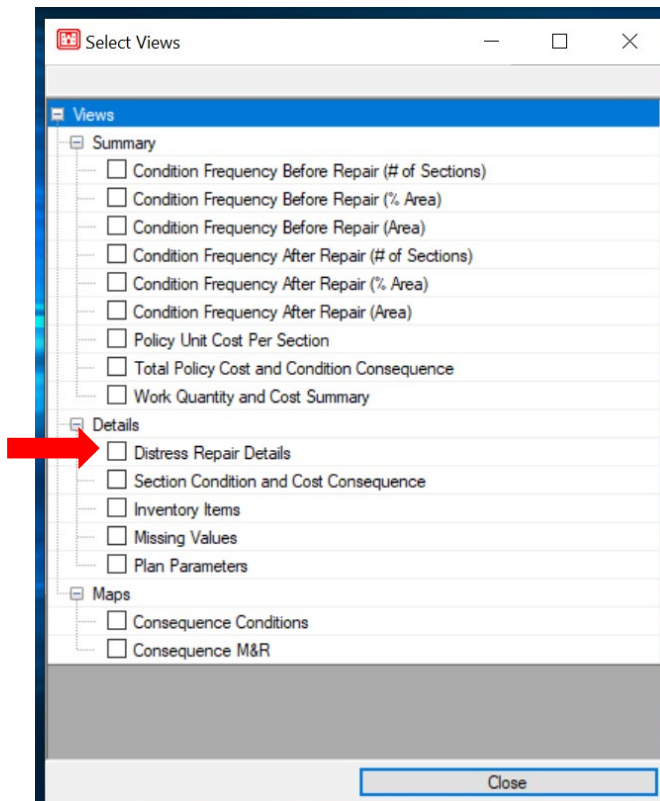 Select Views
Views
Summary
Condition Frequency Before Repair (# of Sections)
Condition Frequency Before Repair (% Area)
Condition Frequency Before Repair (Area)
Condition Frequency After Repair (# of Sections)
Condition Frequency After Repair (% Area)
Condition Frequency After Repair (Area)
Policy Unit Cost Per Section
Total Policy Cost and Condition Consequence
Work Quantity and Cost Summary
Details
Distress Repair Details
Section Condition and Cost Consequence
Inventory Items
Missing Values
Plan Parameters
Maps
Consequence Conditions
Consequence M&R
Close